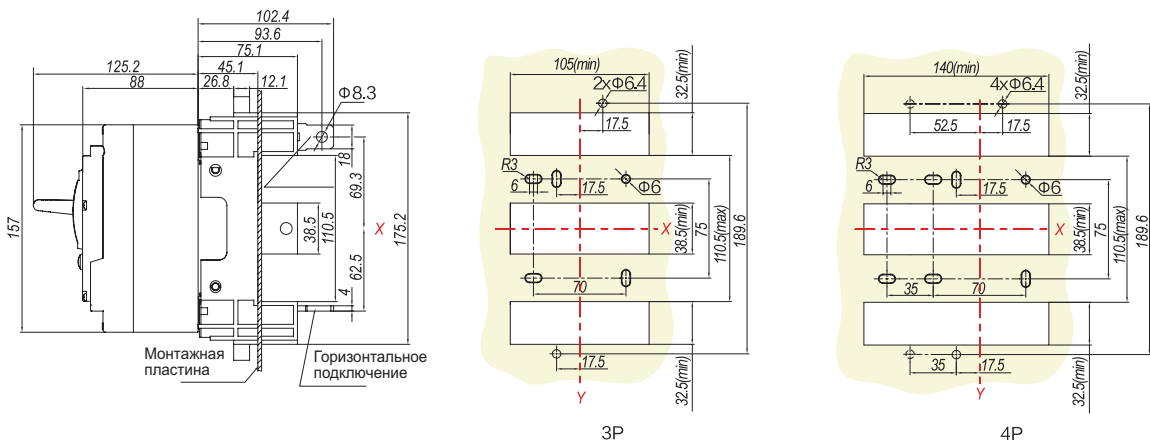 102.4
93.6
75.1
125.2
45.1
88
26.8
12.1
Φ8.3
157
18
69.3
38.5
110.5
X
175.2
62.5
4
Монтажная
пластина
Горизонтальное
подключение
105(min)
32.5(min)
2xΦ6.4
17.5
R3
6
17.5
Φ6
X
38.5(min)
75
110.5(max)
189.6
70
17.5
32.5(min)
Y
3P
140(min)
32.5(min)
4xΦ6.4
52.5
17.5
R3
6
17.5
Φ6
X
38.5(min)
75
110.5(max)
189.6
35
70
35
17.5
32.5(min)
Y
4P